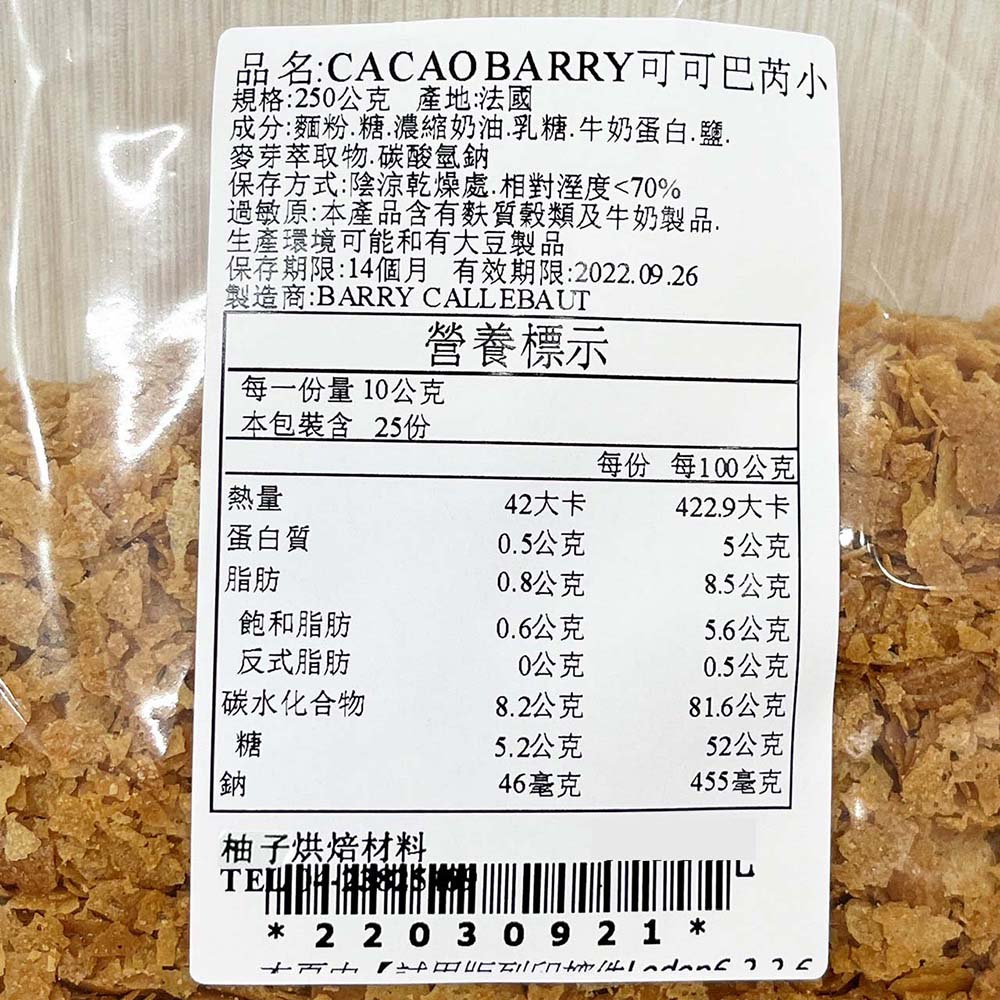 品名:CACAO BARRY可可巴芮小
規格:250公克 產地:法國
成分:麵粉.糖.濃縮奶油.乳糖.牛奶蛋白.鹽.
麥芽萃取物.碳酸氫鈉
保存方式:陰涼乾燥處.相對溼度<70%
過敏原:本產品含有麩質穀類及牛奶製品.
生產環境可能和有大豆製品
保存期限:14個月 有效期限:2022.09.26
製造商:BARRY CALLEBAUT
營養標示
每一份量 10公克
本包裝含 25份
每份 每100公克
熱量 42大卡 422.9大卡
蛋白質 0.5公克 5公克
脂肪 0.8公克 8.5公克
飽和脂肪 0.6公克 5.6公克
反式脂肪 0公克 0.5公克
碳水化合物 8.2公克 81.6公克
糖 5.2公克 52公克
鈉 46毫克 455毫克
柚子烘焙材料
TEL
*22030921*